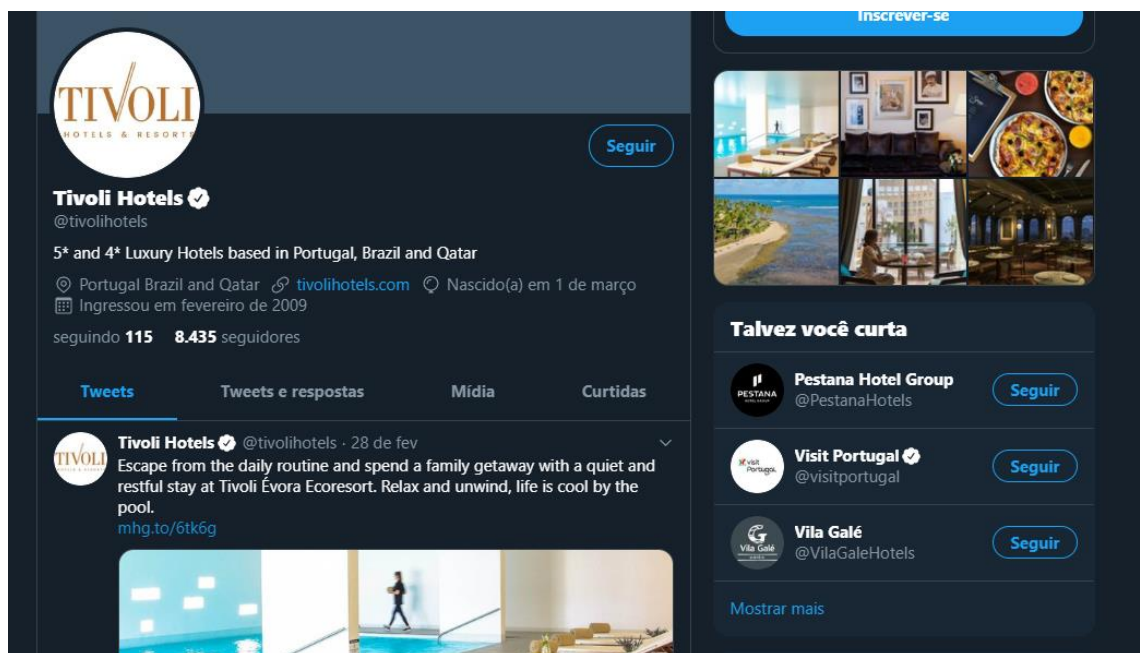 TIVOLI
HOTELS & RESORTS
Seguir
Tivoli Hotels
@tivolihotels
5* and 4* Luxury Hotels based in Portugal, Brazil and Qatar
Portugal Brazil and Qatar tivolihotels.com Nascido(a) em 1 de março
Ingressou em fevereiro de 2009
seguindo 115 8.435 seguidores
Tweets Tweets e respostas Mídia Curtidas
TIVOLI
Tivoli Hotels @tivolihotels · 28 de fev
Escape from the daily routine and spend a family getaway with a quiet and
restful stay at Tivoli Évora Ecoresort. Relax and unwind, life is cool by the
pool.
mhg.to/6tk6g
Inscrever-se
Talvez você curta
PESTANA
Pestana Hotel Group
@PestanaHotels
Seguir
visit
Portugal
Visit Portugal
@visitportugal
Seguir
Vila Galé
Vila Galé
@VilaGaleHotels
Seguir
Mostrar mais